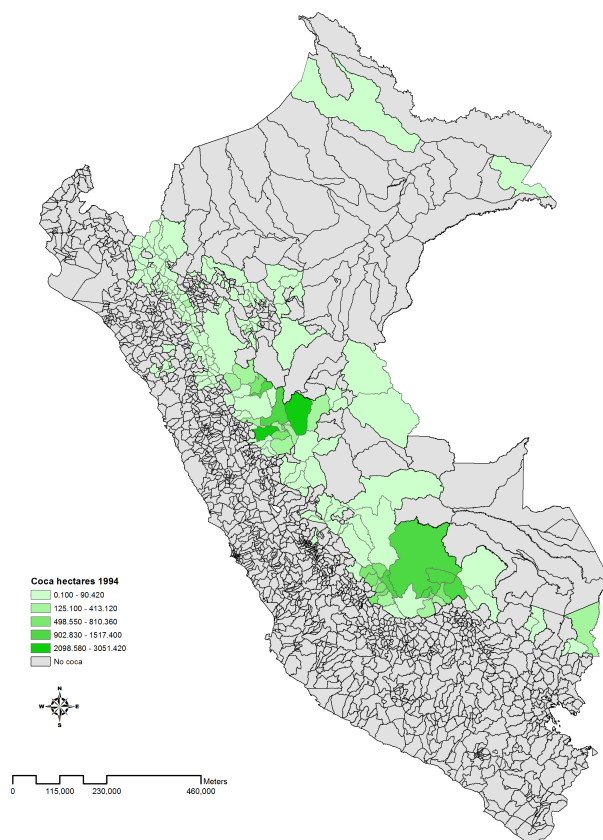 Coca hectares 1994
0.100 - 90.420
125.100 - 413.120
498.550 - 810.360
902.830 - 1517.400
2098.580 - 3051.420
No coca
N
W E
S
Meters
0 115,000 230,000 460,000